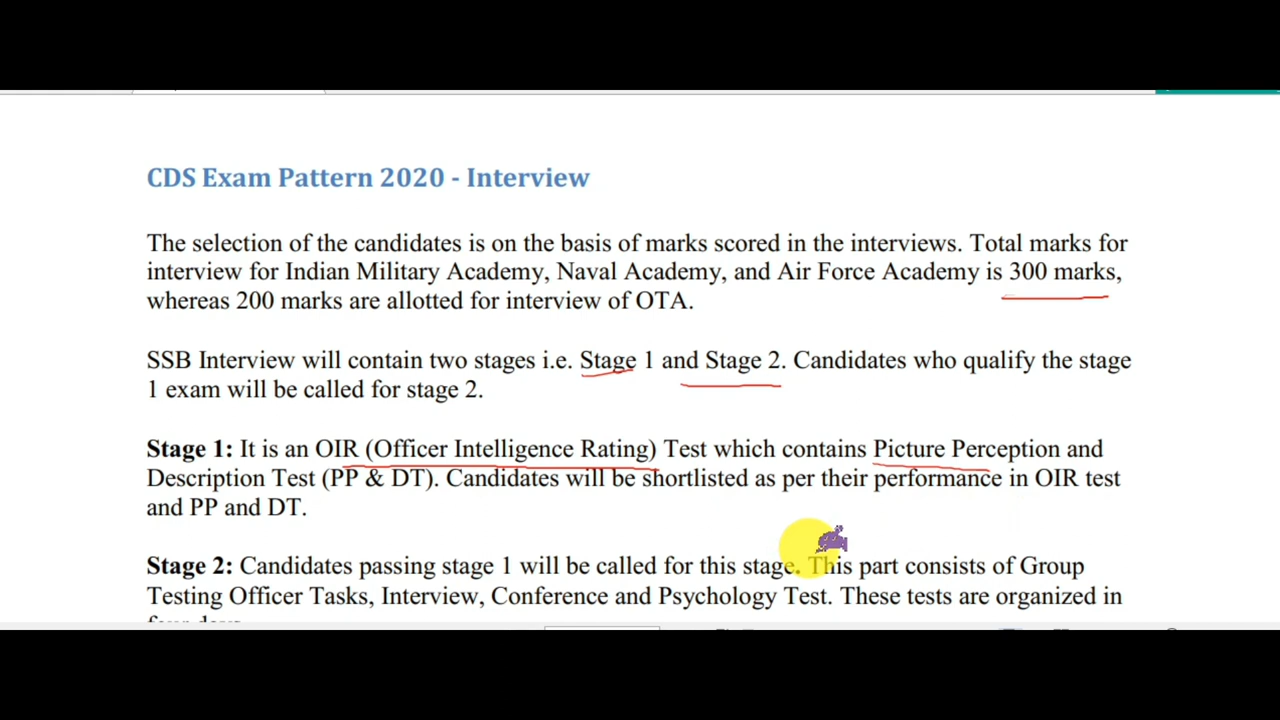 CDS Exam Pattern 2020 - Interview
The selection of the candidates is on the basis of marks scored in the interviews. Total marks for
interview for Indian Military Academy, Naval Academy, and Air Force Academy is 300 marks,
whereas 200 marks are allotted for interview of OTA.
SSB Interview will contain two stages i.e. Stage 1 and Stage 2. Candidates who qualify the stage
1 exam will be called for stage 2.
Stage 1: It is an OIR (Officer Intelligence Rating) Test which contains Picture Perception and
Description Test (PP & DT). Candidates will be shortlisted as per their performance in OIR test
and PP and DT.
Stage 2: Candidates passing stage 1 will be called for this stage. This part consists of Group
Testing Officer Tasks, Interview, Conference and Psychology Test. These tests are organized in